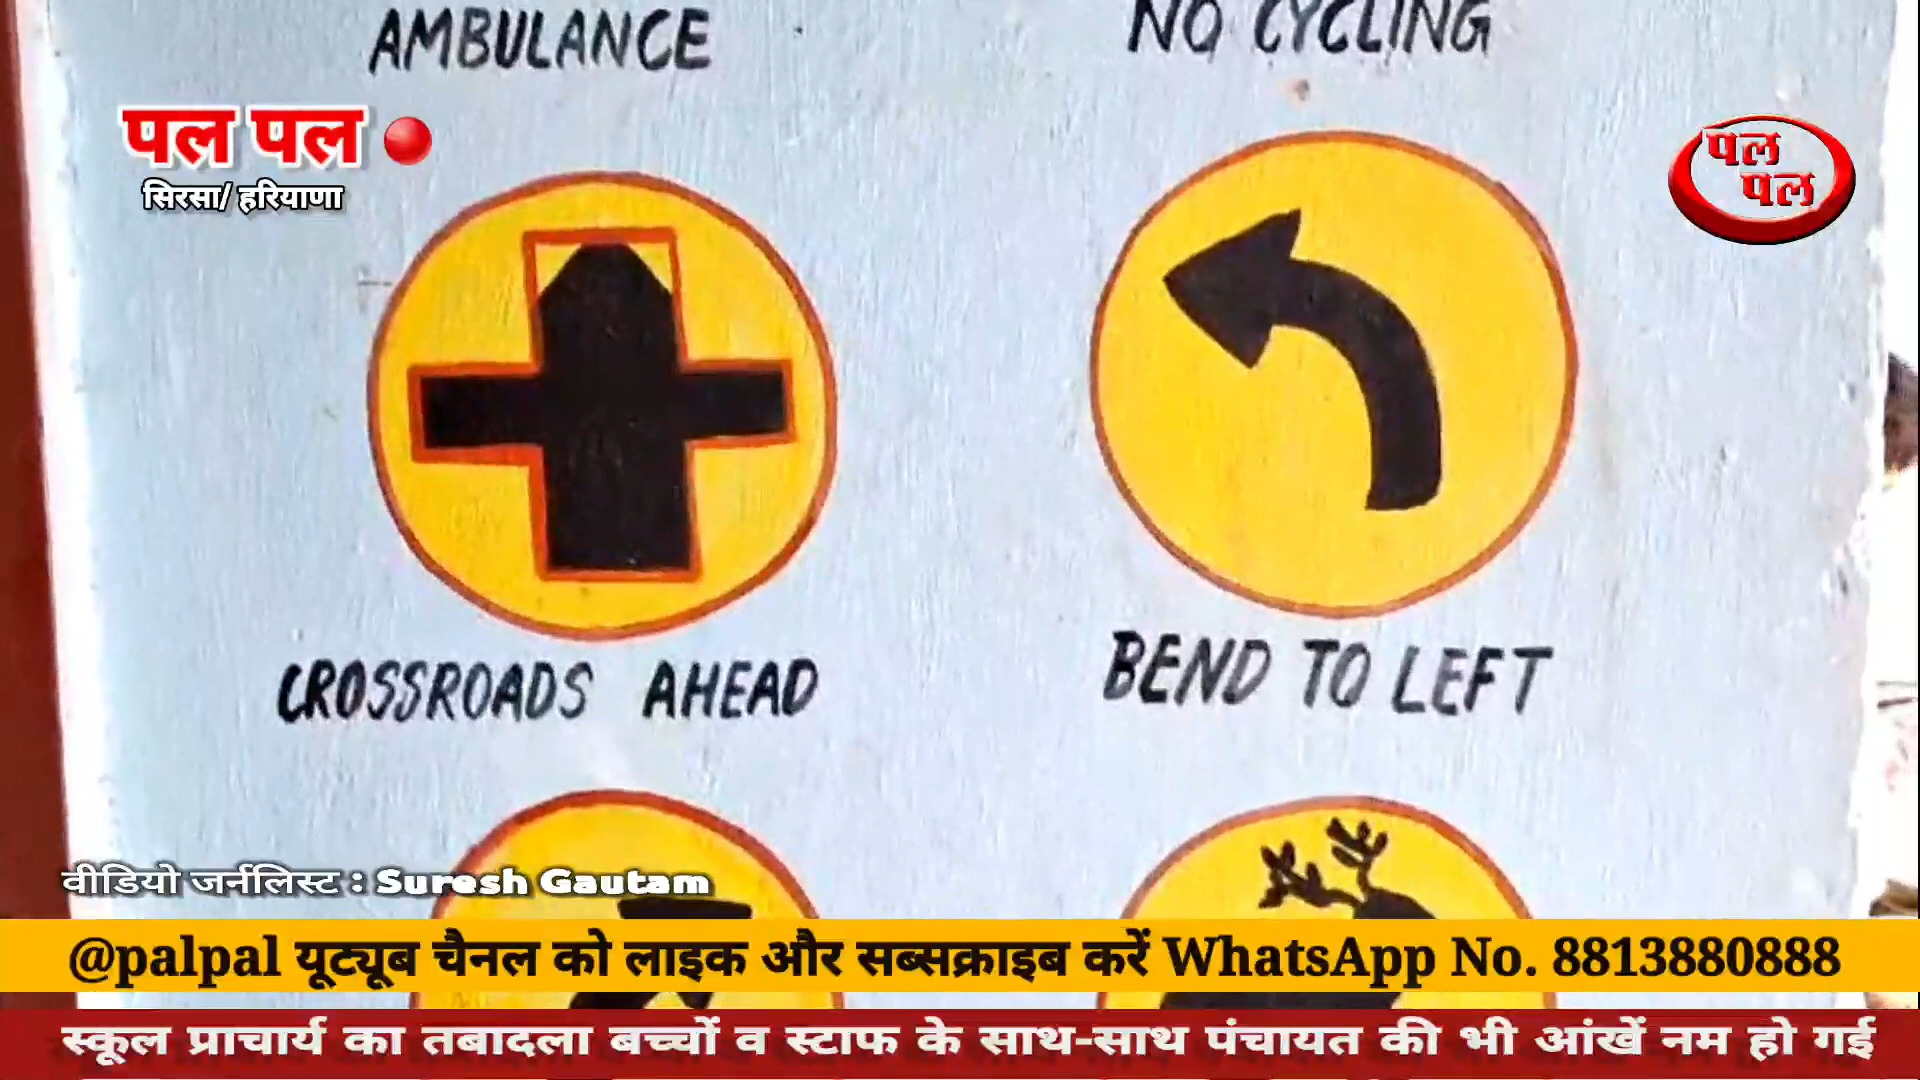 AMBULANCE
NO CYCLING
पल पल
सिरसा/ हरियाणा
पल
पल
CROSSROADS AHEAD
BEND TO LEFT
वीडियो जर्नलिस्ट : Suresh Gautam
@palpal यूट्यूब चैनल को लाइक और सब्सक्राइब करें WhatsApp No. 8813880888
स्कूल प्राचार्य का तबादला बच्चों व स्टाफ के साथ-साथ पंचायत की भी आंखें नम हो गई